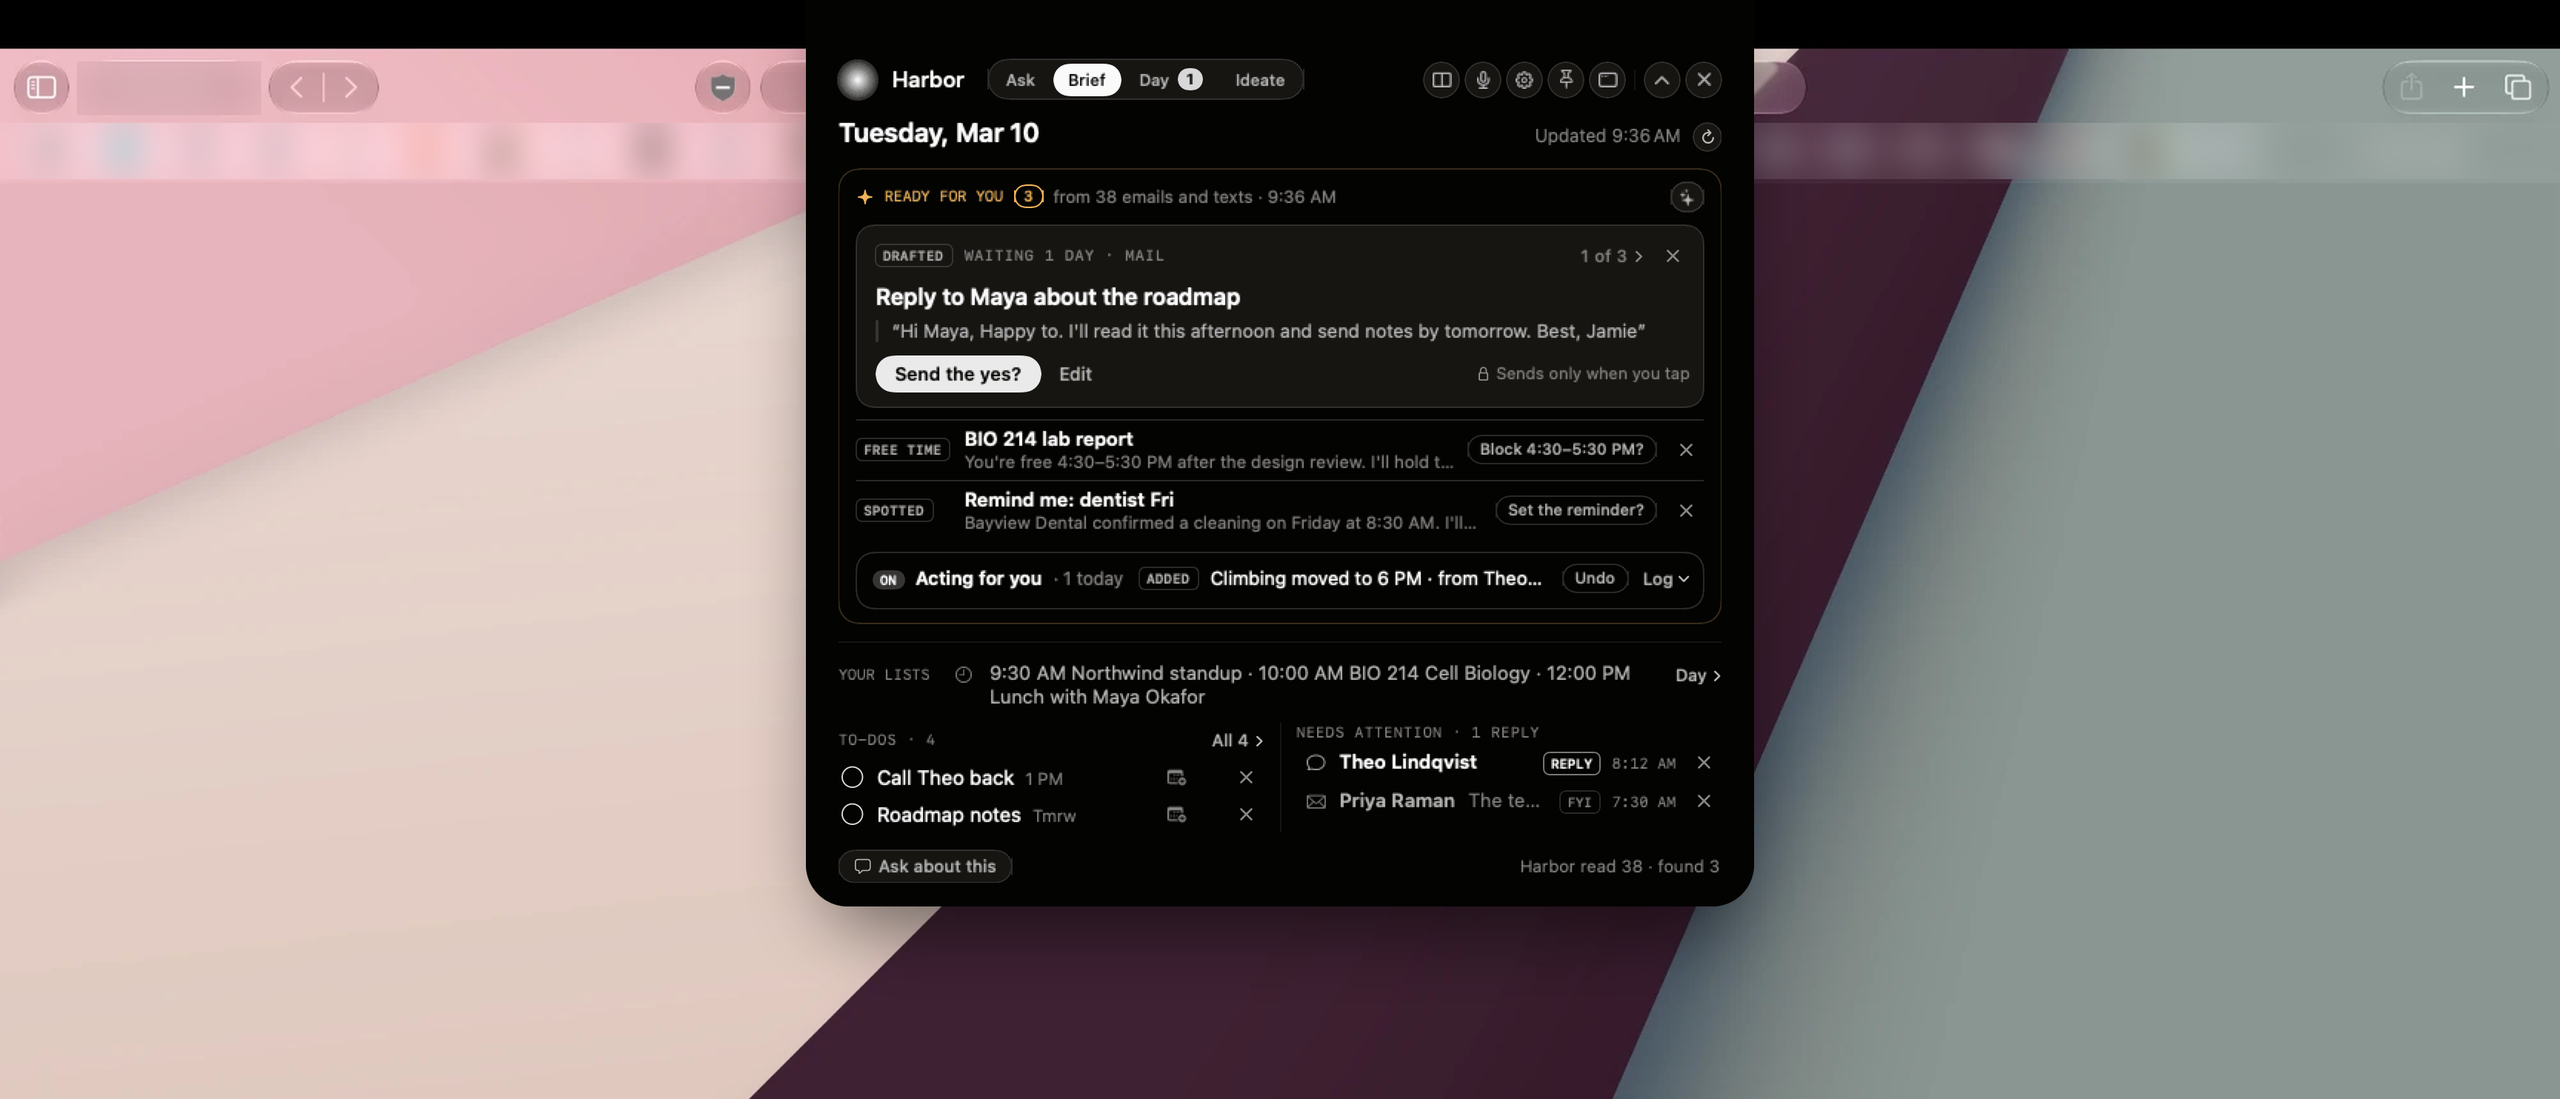 Harbor Ask Brief Day 1 Ideate
Tuesday, Mar 10
Updated 9:36 AM
READY FOR YOU 3 from 38 emails and texts · 9:36 AM
DRAFTED WAITING 1 DAY · MAIL 1 of 3
Reply to Maya about the roadmap
“Hi Maya, Happy to. I'll read it this afternoon and send notes by tomorrow. Best, Jamie”
Send the yes? Edit Sends only when you tap
FREE TIME
BIO 214 lab report
You're free 4:30–5:30 PM after the design review. I'll hold t...
Block 4:30–5:30 PM?
SPOTTED
Remind me: dentist Fri
Bayview Dental confirmed a cleaning on Friday at 8:30 AM. I'll...
Set the reminder?
ON Acting for you · 1 today ADDED Climbing moved to 6 PM · from Theo... Undo Log
YOUR LISTS
9:30 AM Northwind standup · 10:00 AM BIO 214 Cell Biology · 12:00 PM
Lunch with Maya Okafor
Day
TO-DOS · 4 All 4
Call Theo back 1 PM
Roadmap notes Tmrw
NEEDS ATTENTION · 1 REPLY
Theo Lindqvist REPLY 8:12 AM
Priya Raman The te... FYI 7:30 AM
Ask about this
Harbor read 38 · found 3